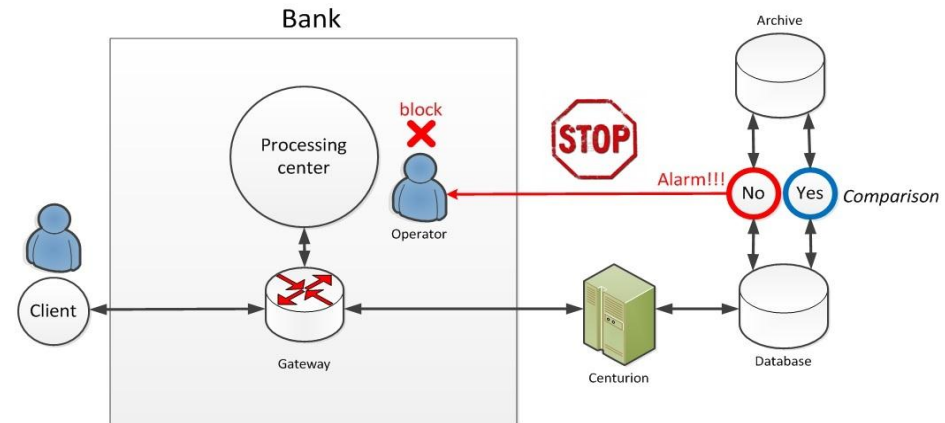 Bank
Archive
block
Processing
center
STOP
Alarm!!!
No
Yes
Comparison
Operator
Client
Gateway
Centurion
Database